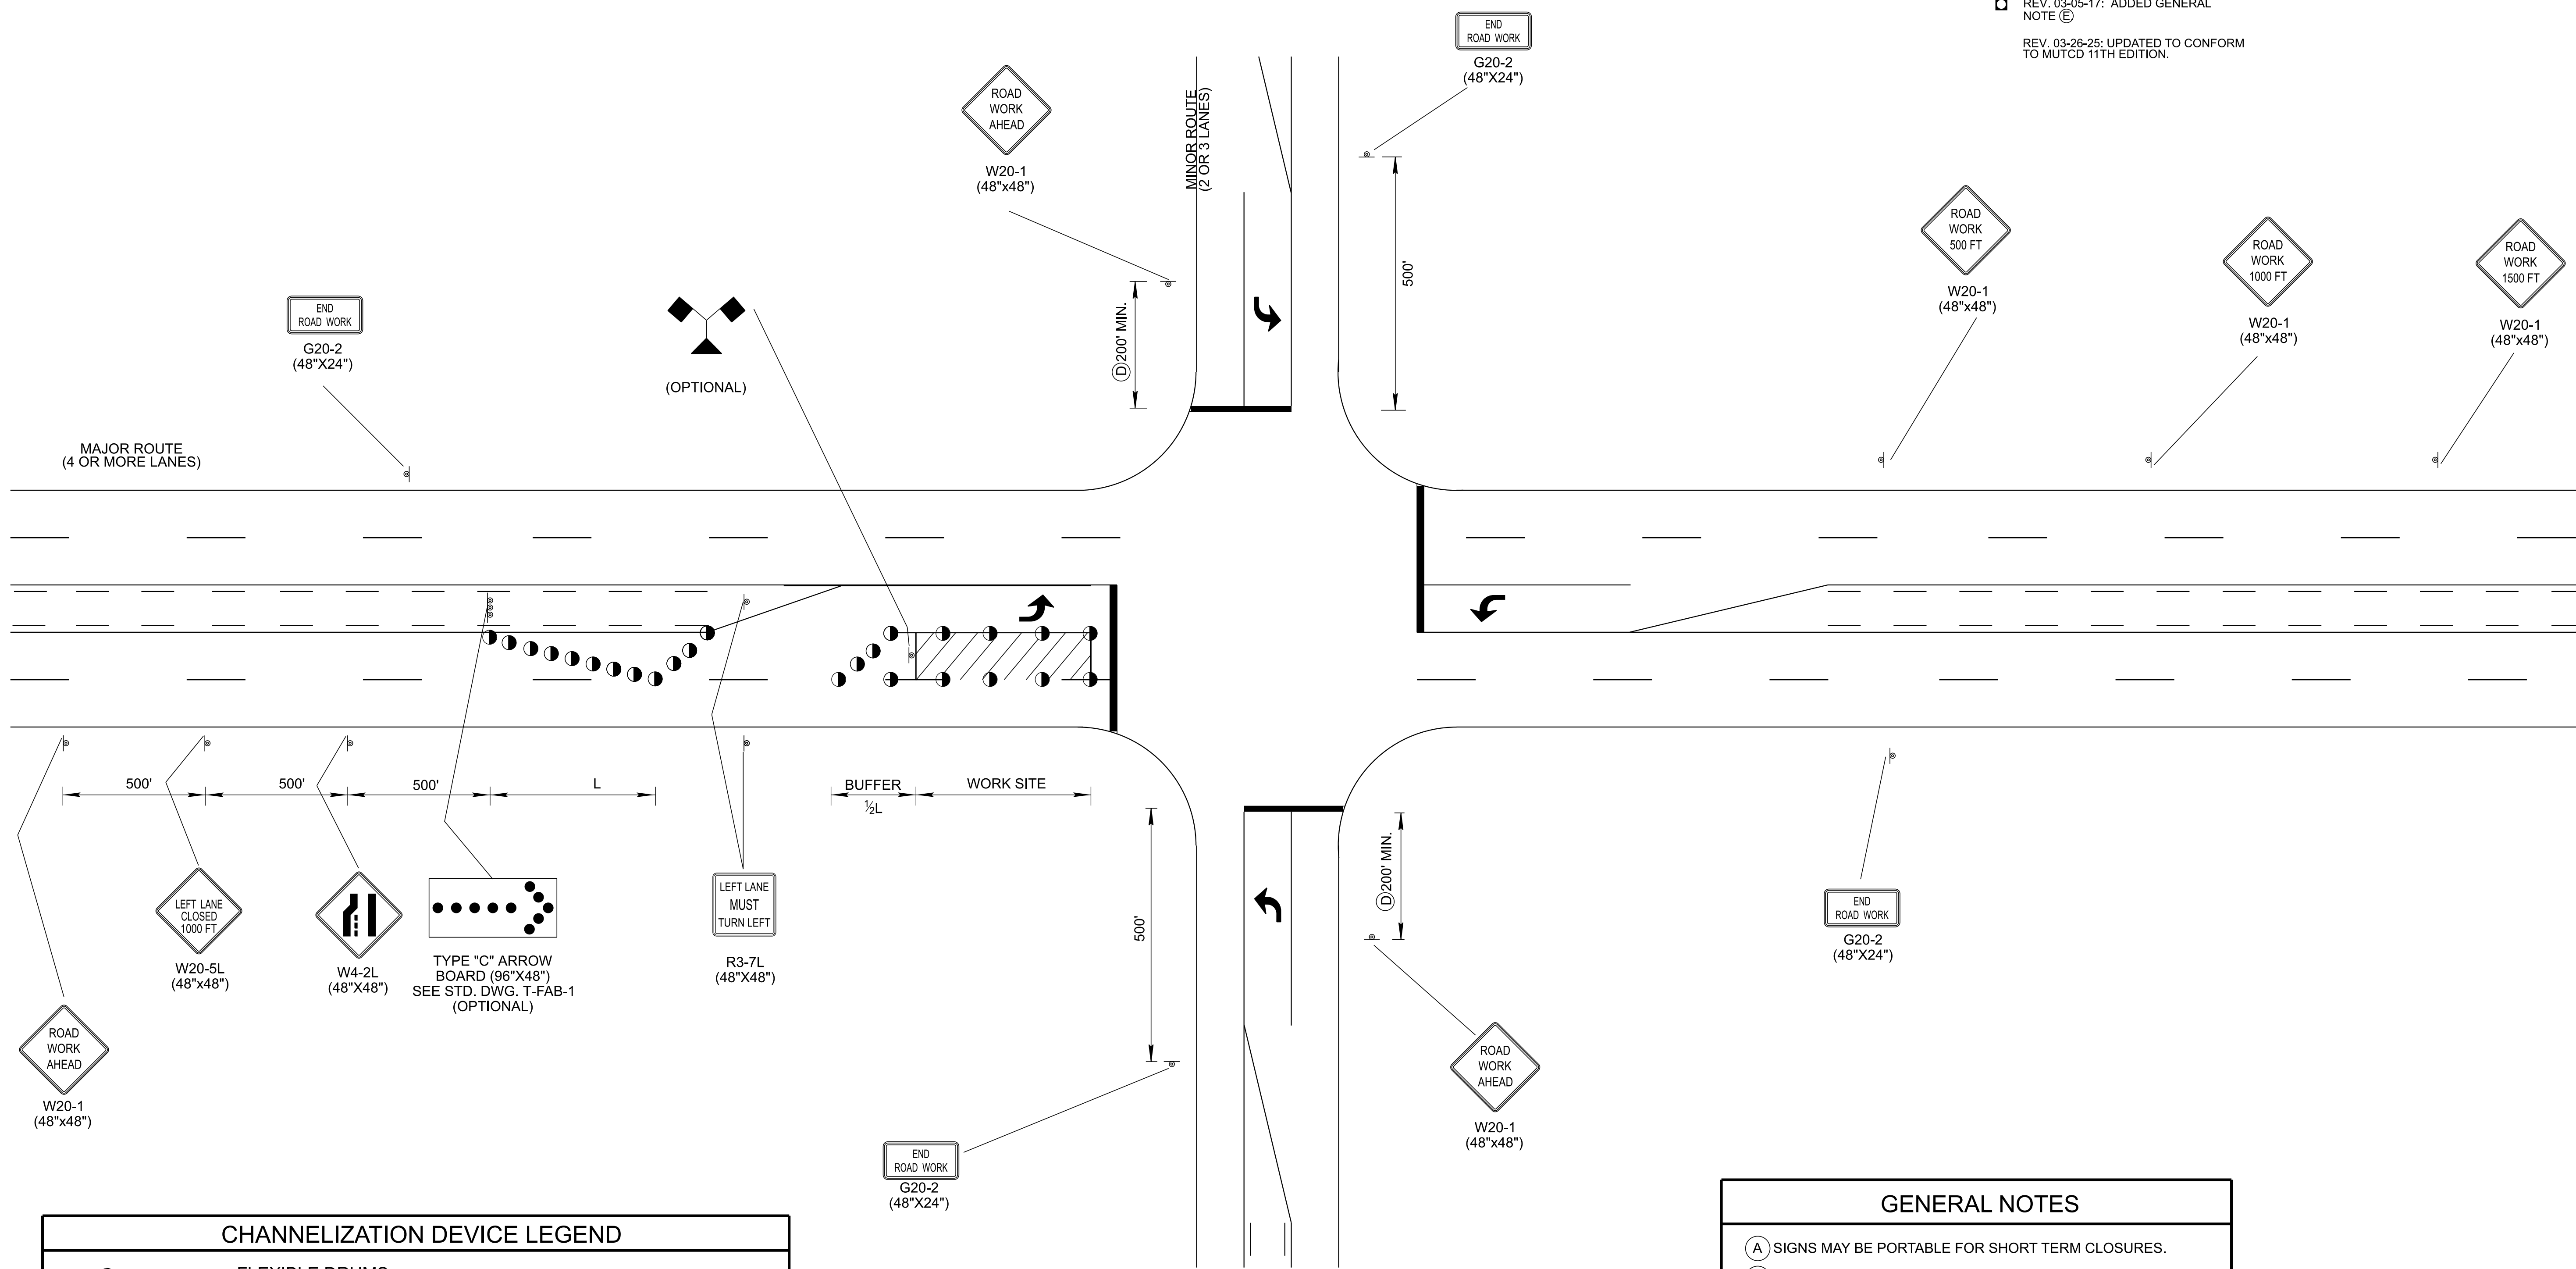 REV. 03-05-17: ADDED GENERAL
NOTE Ⓔ
REV. 03-26-25: UPDATED TO CONFORM
TO MUTCD 11TH EDITION.
END
ROAD WORK
G20-2
(48"X24")
ROAD
WORK
AHEAD
W20-1
(48"x48")
MINOR ROUTE
(2 OR 3 LANES)
500'
Ⓓ200' MIN.
ROAD
WORK
500 FT
W20-1
(48"x48")
ROAD
WORK
1000 FT
W20-1
(48"x48")
ROAD
WORK
1500 FT
W20-1
(48"x48")
END
ROAD WORK
G20-2
(48"X24")
(OPTIONAL)
MAJOR ROUTE
(4 OR MORE LANES)
500'
500'
500'
L
BUFFER
½L
WORK SITE
LEFT LANE
CLOSED
1000 FT
W20-5L
(48"x48")
W4-2L
(48"X48")
TYPE "C" ARROW
BOARD (96"X48")
SEE STD. DWG. T-FAB-1
(OPTIONAL)
LEFT LANE
MUST
TURN LEFT
R3-7L
(48"X48")
500'
Ⓓ200' MIN.
END
ROAD WORK
G20-2
(48"X24")
ROAD
WORK
AHEAD
W20-1
(48"x48")
ROAD
WORK
AHEAD
W20-1
(48"x48")
END
ROAD WORK
G20-2
(48"X24")
CHANNELIZATION DEVICE LEGEND
FLEXIBLE DRUMS
GENERAL NOTES
Ⓐ SIGNS MAY BE PORTABLE FOR SHORT TERM CLOSURES.